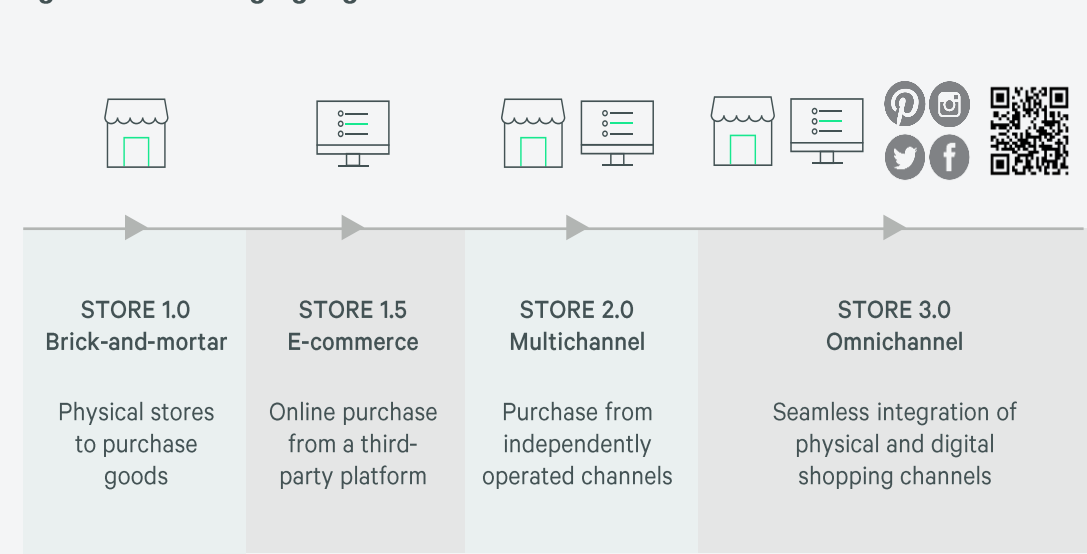 STORE 1.0
Brick-and-mortar
Physical stores
to purchase
goods
STORE 1.5
E-commerce
Online purchase
from a third-
party platform
STORE 2.0
Multichannel
Purchase from
independently
operated channels
STORE 3.0
Omnichannel
Seamless integration of
physical and digital
shopping channels